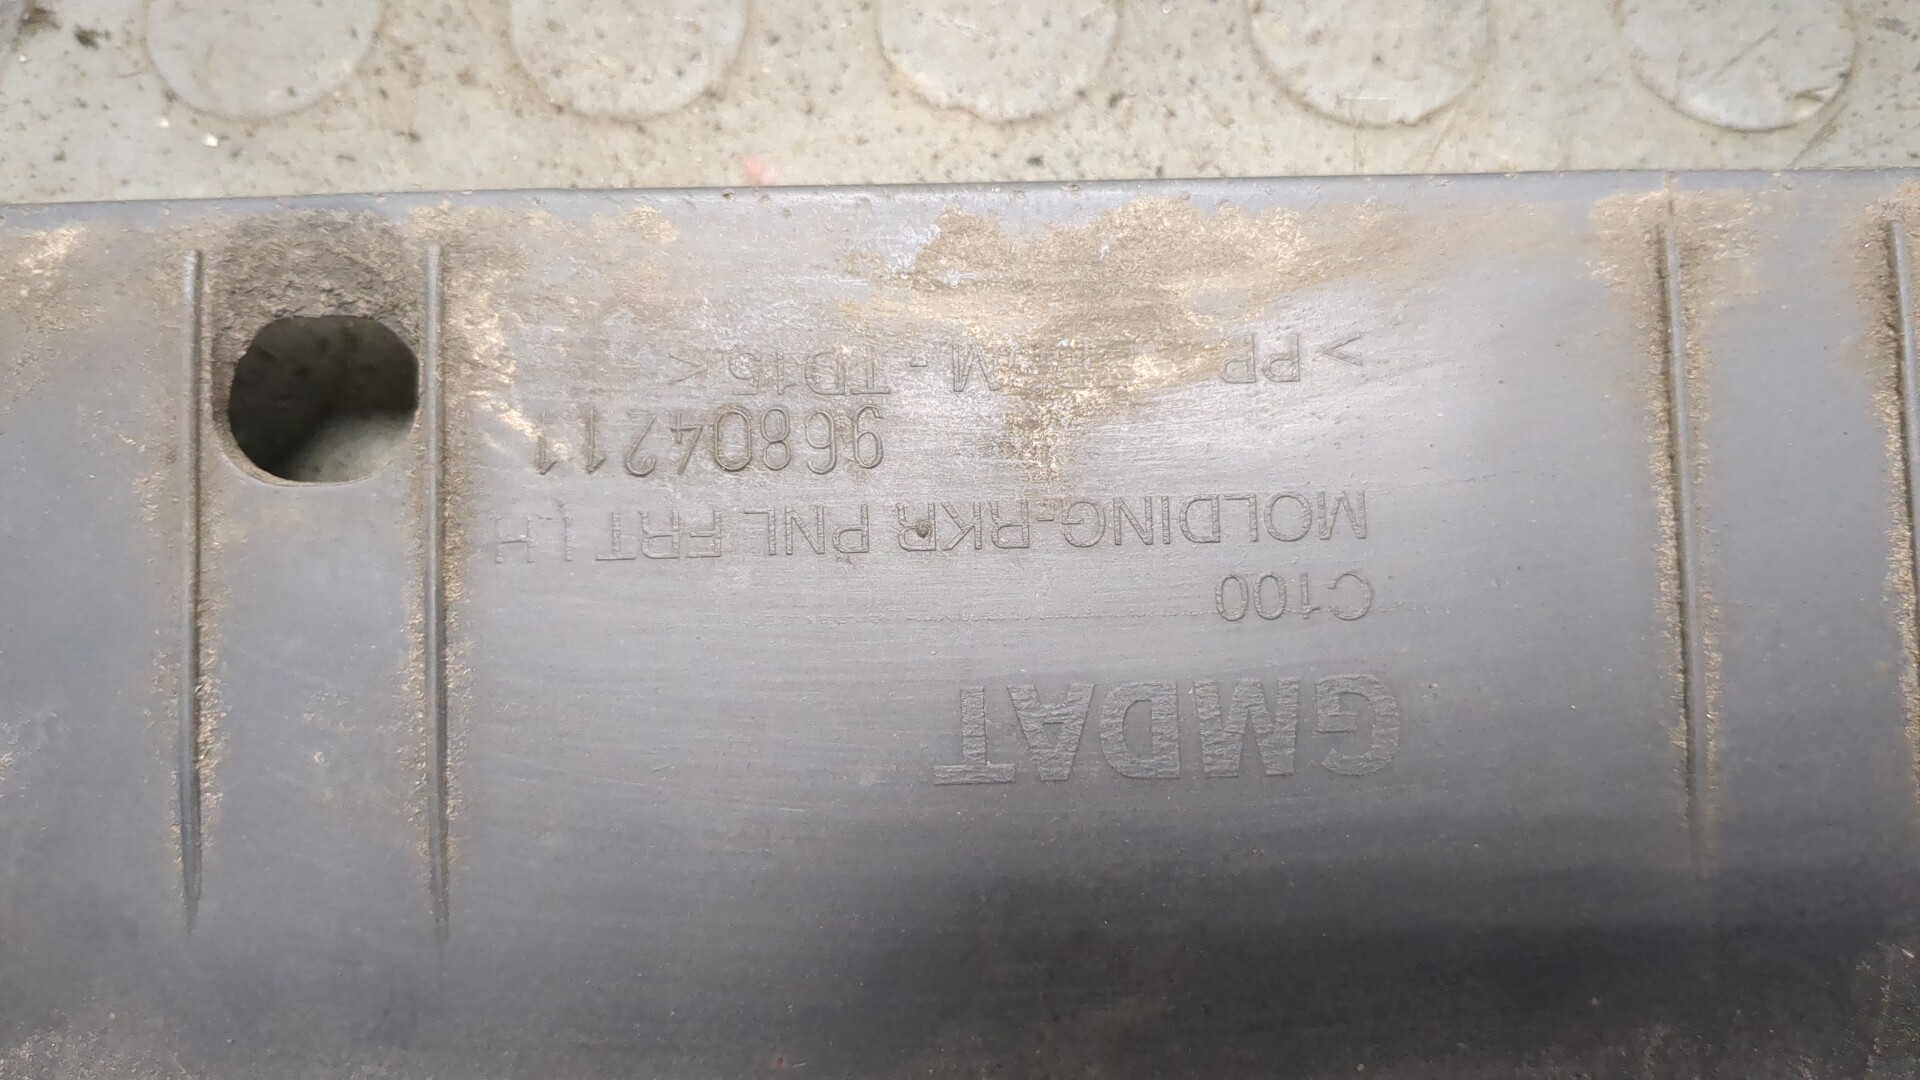 GMDAT
C100
MOLDING-RKR PNL FRT LH
96804211
>PP M-TD15<